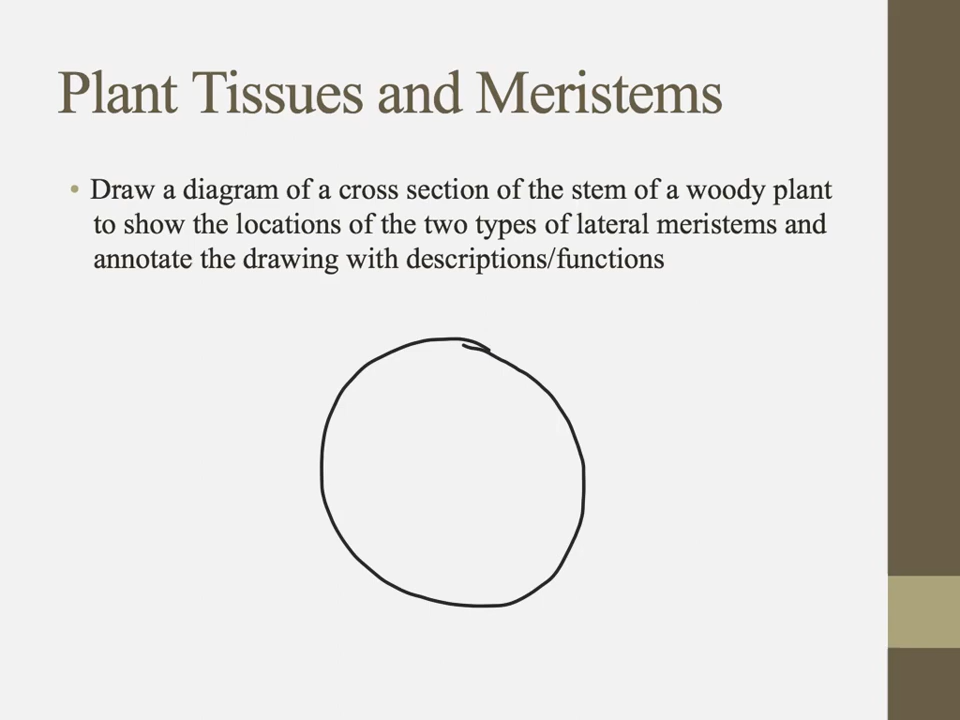 Plant Tissues and Meristems
• Draw a diagram of a cross section of the stem of a woody plant
to show the locations of the two types of lateral meristems and
annotate the drawing with descriptions/functions